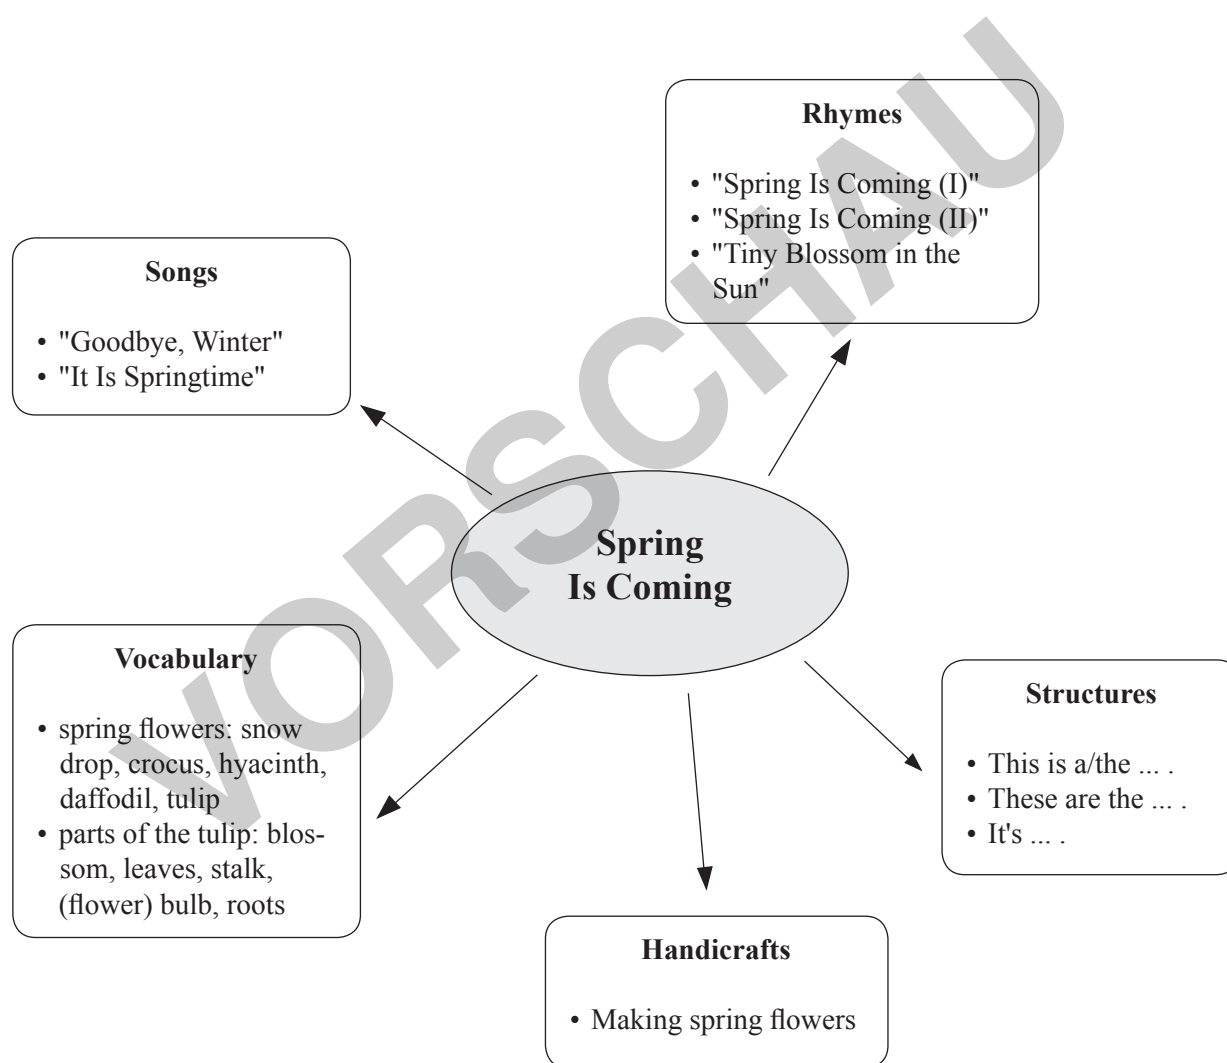 Rhymes
• "Spring Is Coming (I)"
• "Spring Is Coming (II)"
• "Tiny Blossom in the
Sun"
Songs
• "Goodbye, Winter"
• "It Is Springtime"
Spring
Is Coming
Vocabulary
• spring flowers: snow
drop, crocus, hyacinth,
daffodil, tulip
• parts of the tulip: blos-
som, leaves, stalk,
(flower) bulb, roots
Structures
• This is a/the ... .
• These are the ... .
• It's ... .
Handicrafts
• Making spring flowers
VORSCHAU